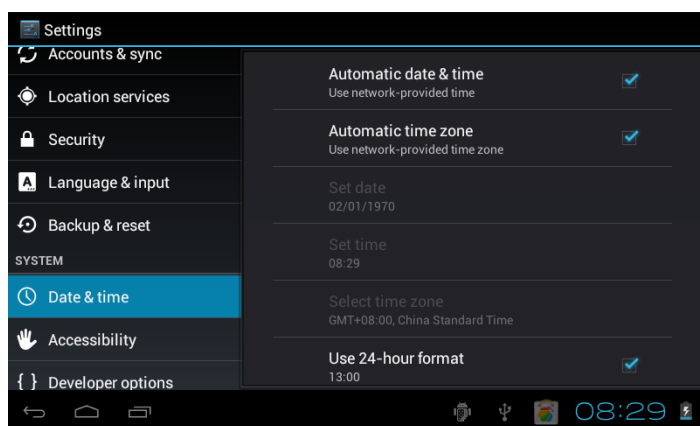 Settings
Accounts & sync
Location services
Security
Language & input
Backup & reset
SYSTEM
Date & time
Accessibility
{ } Developer options
Automatic date & time
Use network-provided time
Automatic time zone
Use network-provided time zone
Set date
02/01/1970
Set time
08:29
Select time zone
GMT+08:00, China Standard Time
Use 24-hour format
13:00
08:29